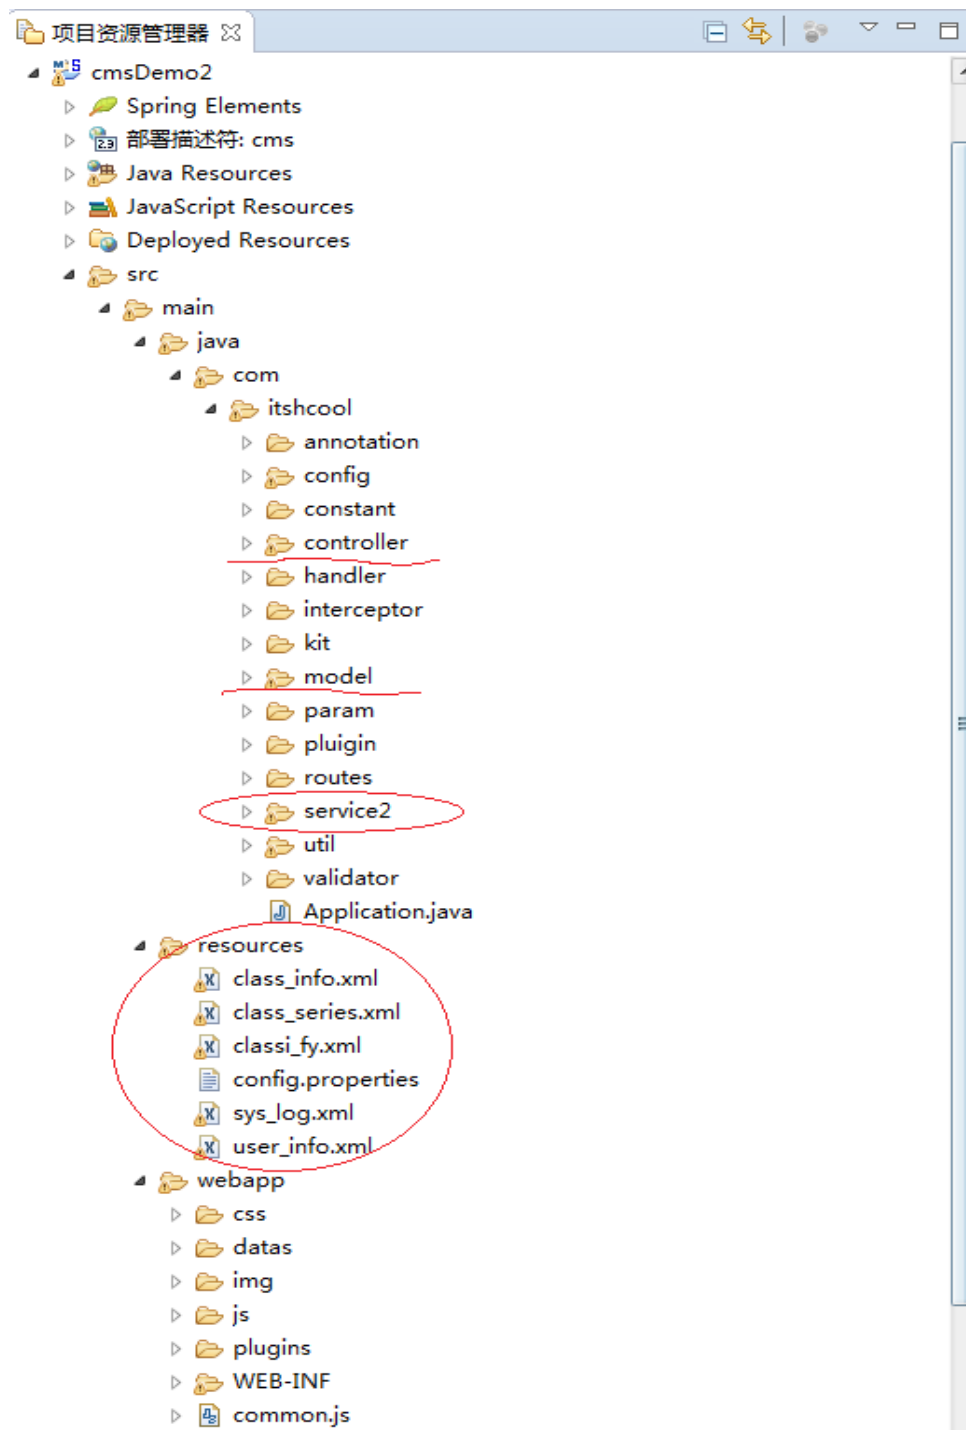 项目资源管理器
cmsDemo2
Spring Elements
部署描述符: cms
Java Resources
JavaScript Resources
Deployed Resources
src
main
java
com
itshcool
annotation
config
constant
controller
handler
interceptor
kit
model
param
pluigin
routes
service2
util
validator
Application.java
resources
class_info.xml
class_series.xml
classi_fy.xml
config.properties
sys_log.xml
user_info.xml
webapp
css
datas
img
js
plugins
WEB-INF
common.js